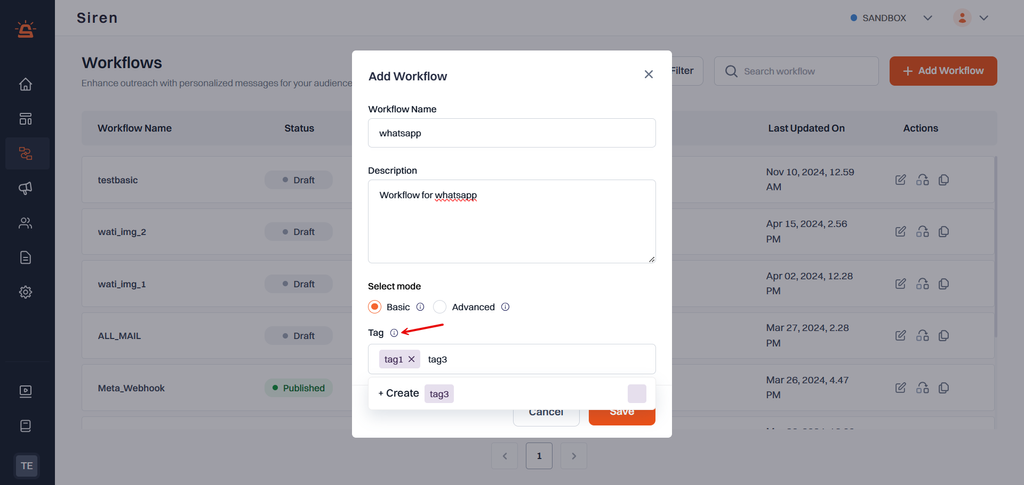 Siren
SANDBOX
Workflows
Enhance outreach with personalized messages for your audience
Filter
Search workflow
+ Add Workflow
Workflow Name
Status
Last Updated On
Actions
testbasic
Draft
Nov 10, 2024, 12.59
AM
wati_img_2
Draft
Apr 15, 2024, 2.56
PM
wati_img_1
Draft
Apr 02, 2024, 12.28
PM
ALL_MAIL
Draft
Mar 27, 2024, 2.28
PM
Meta_Webhook
Published
Mar 26, 2024, 4.47
PM
Add Workflow
Workflow Name
whatsapp
Description
Workflow for whatsapp
Select mode
Basic
Advanced
Tag
tag1 ×
tag3
+ Create tag3
Cancel
Save
1
TE